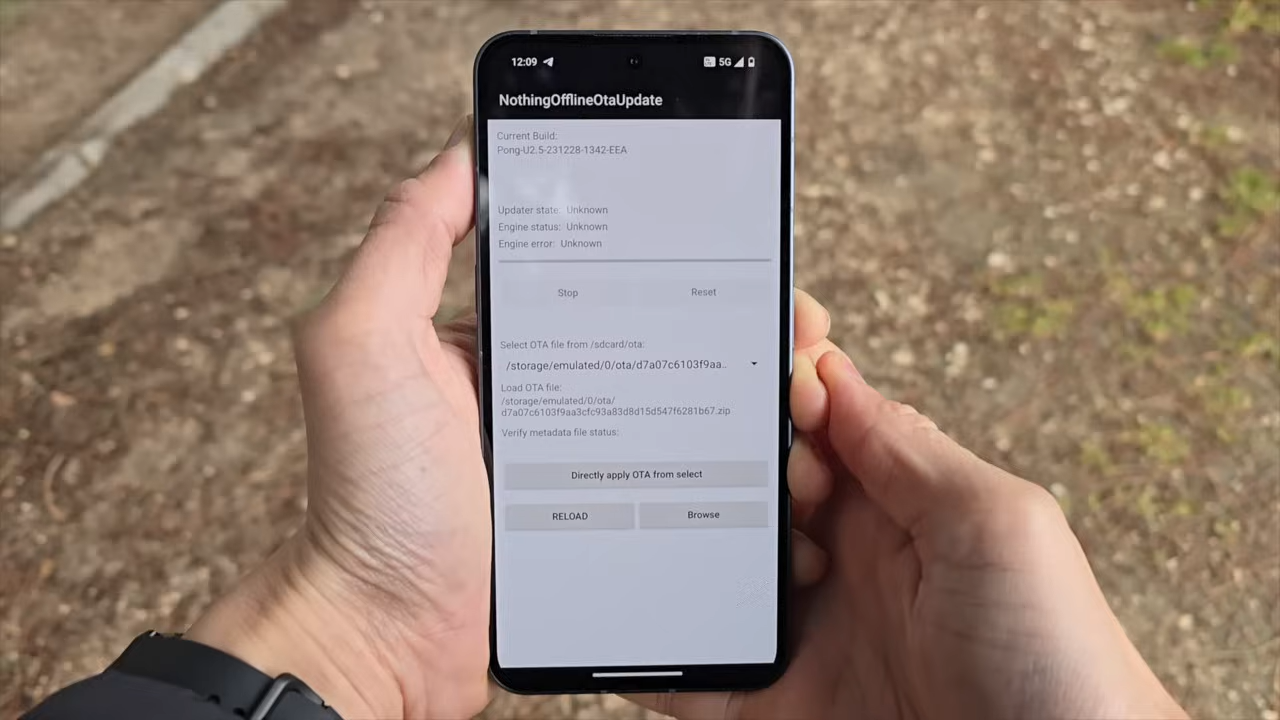 12:09 5G
NothingOfflineOtaUpdate
Current Build:
Pong-U2.5-231228-1342-EEA
Updater state: Unknown
Engine status: Unknown
Engine error: Unknown
Stop Reset
Select OTA file from /sdcard/ota:
/storage/emulated/0/ota/d7a07c6103f9aa..
Load OTA file:
/storage/emulated/0/ota/
d7a07c6103f9aa3cfc93a83d8d15d547f6281b67.zip
Verify metadata file status:
Directly apply OTA from select
RELOAD Browse